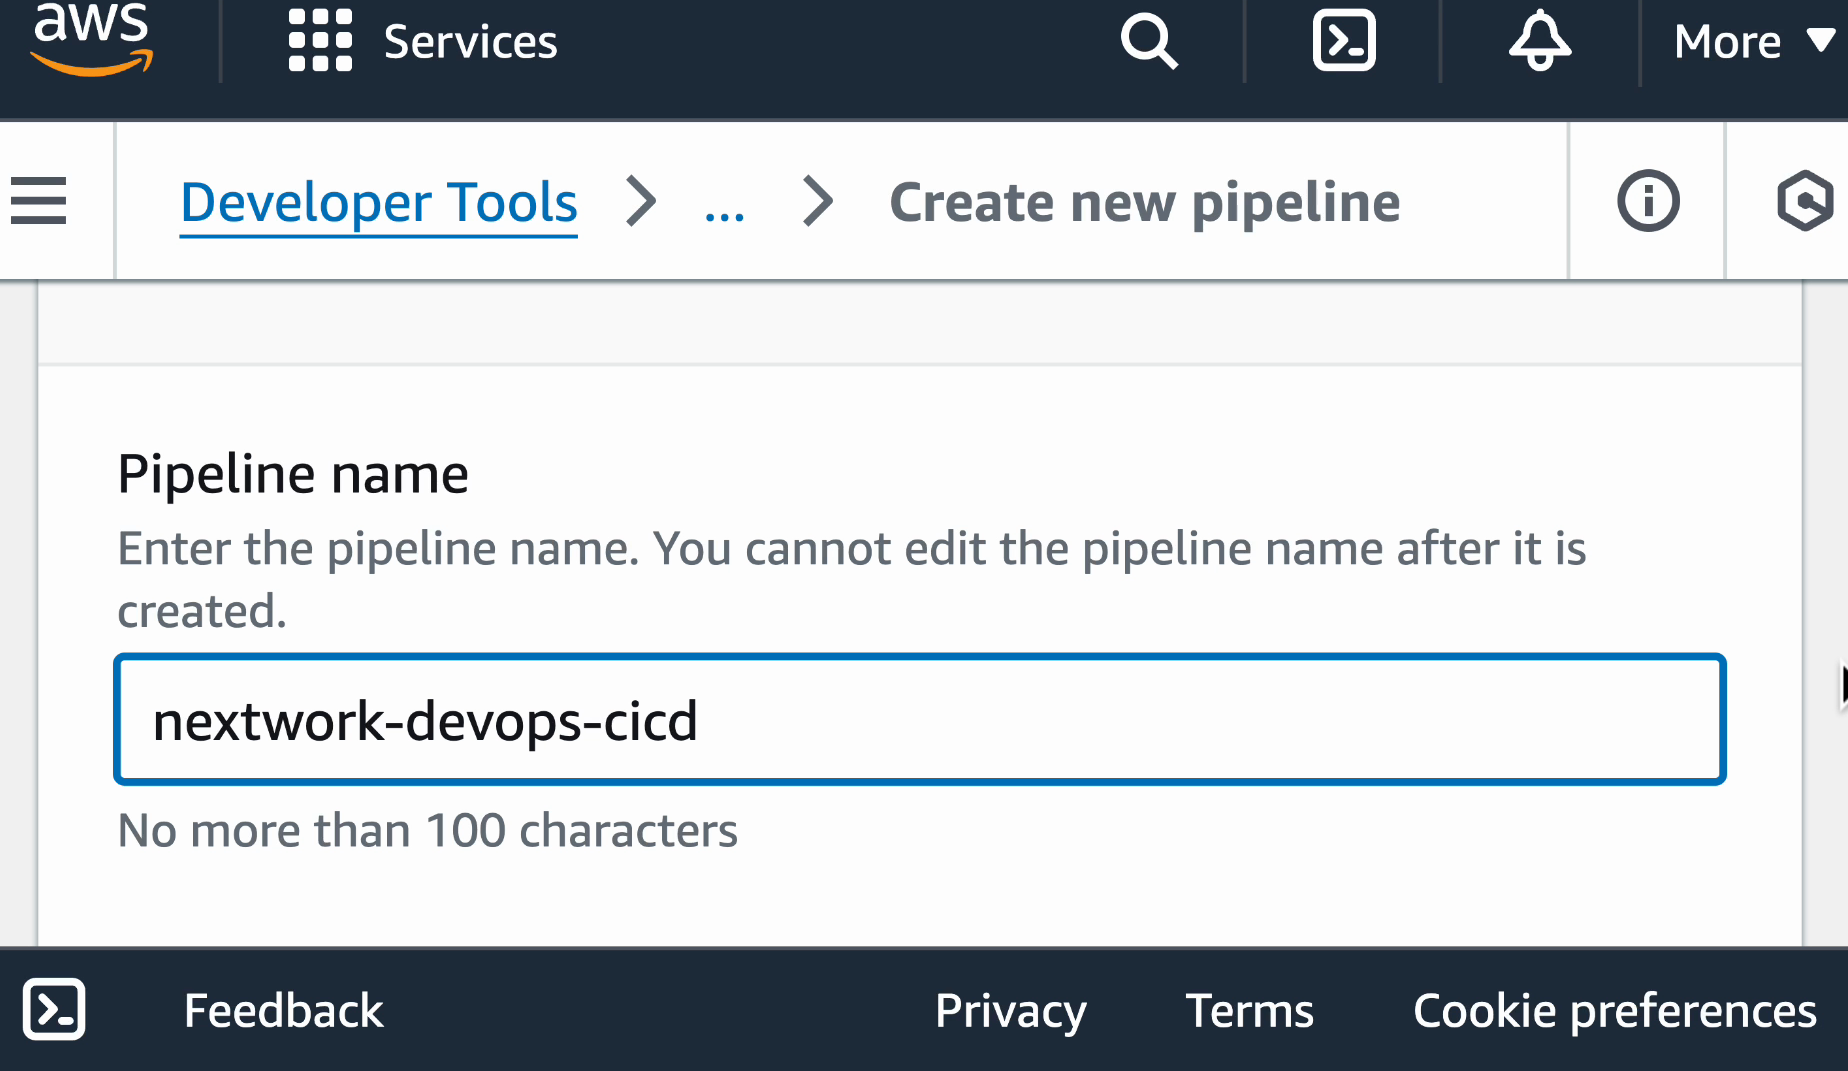 aws
Services
More
Developer Tools
...
Create new pipeline
Pipeline name
Enter the pipeline name. You cannot edit the pipeline name after it is
created.
nextwork-devops-cicd
No more than 100 characters
Feedback
Privacy
Terms
Cookie preferences